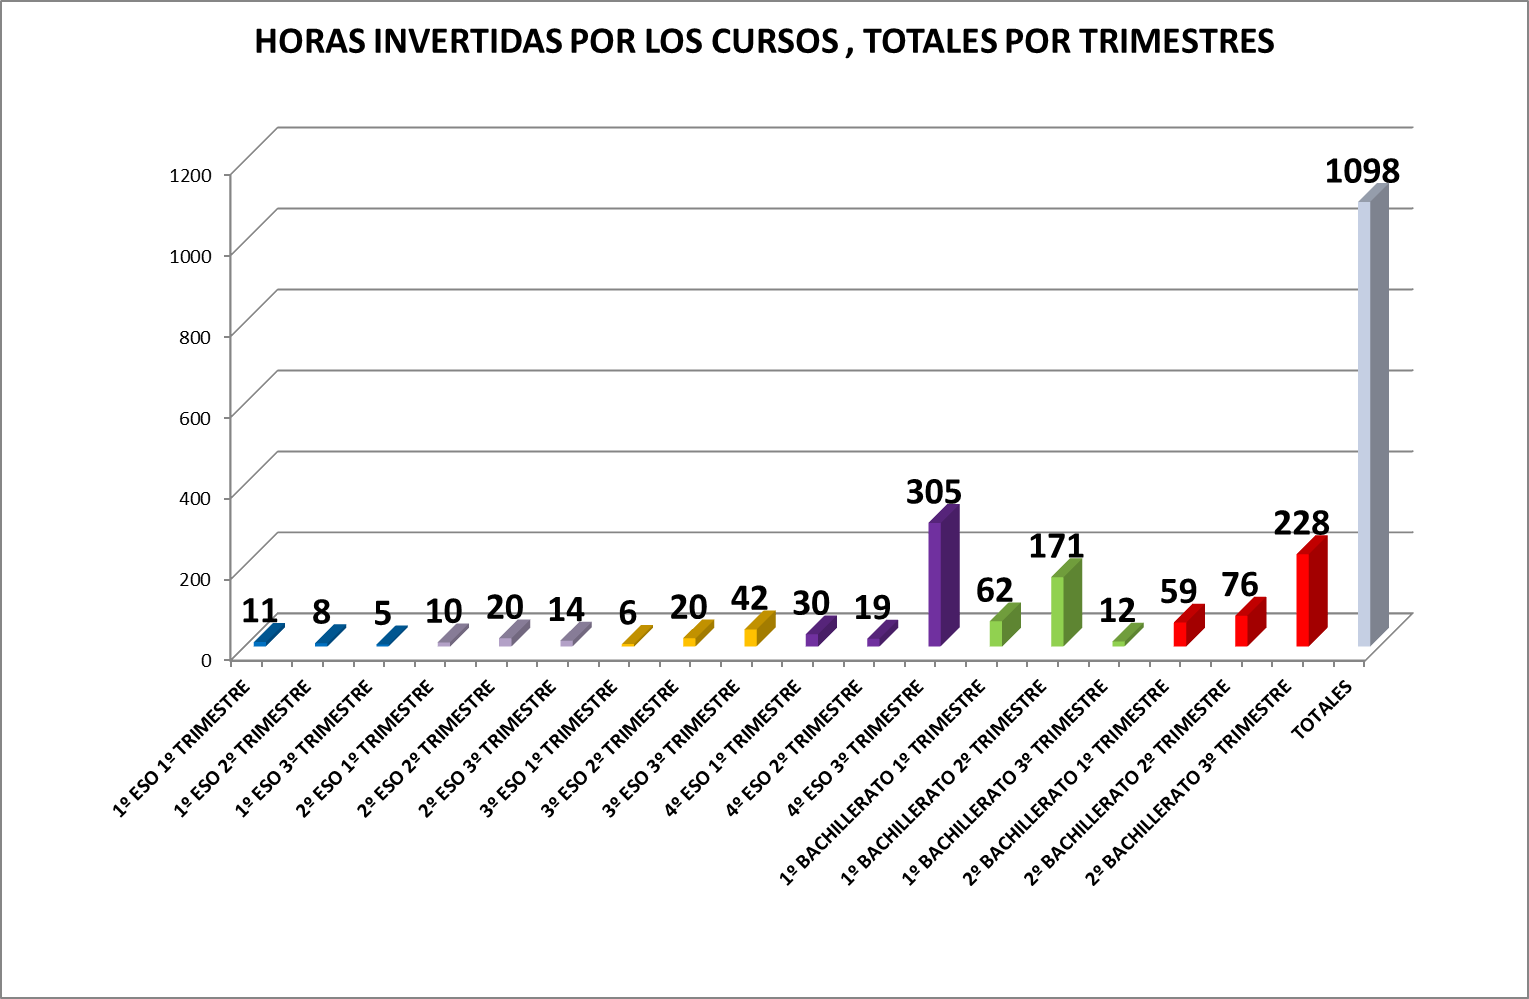 HORAS INVERTIDAS POR LOS CURSOS , TOTALES POR TRIMESTRES
1200
1000
800
600
400
200
0
11
8
5
10
20
14
6
20
42
30
19
305
62
171
12
59
76
228
1098
1º ESO 1º TRIMESTRE
1º ESO 2º TRIMESTRE
1º ESO 3º TRIMESTRE
2º ESO 1º TRIMESTRE
2º ESO 2º TRIMESTRE
2º ESO 3º TRIMESTRE
3º ESO 1º TRIMESTRE
3º ESO 2º TRIMESTRE
3º ESO 3º TRIMESTRE
4º ESO 1º TRIMESTRE
4º ESO 2º TRIMESTRE
4º ESO 3º TRIMESTRE
1º BACHILLERATO 1º TRIMESTRE
1º BACHILLERATO 2º TRIMESTRE
1º BACHILLERATO 3º TRIMESTRE
2º BACHILLERATO 1º TRIMESTRE
2º BACHILLERATO 2º TRIMESTRE
2º BACHILLERATO 3º TRIMESTRE
TOTALES